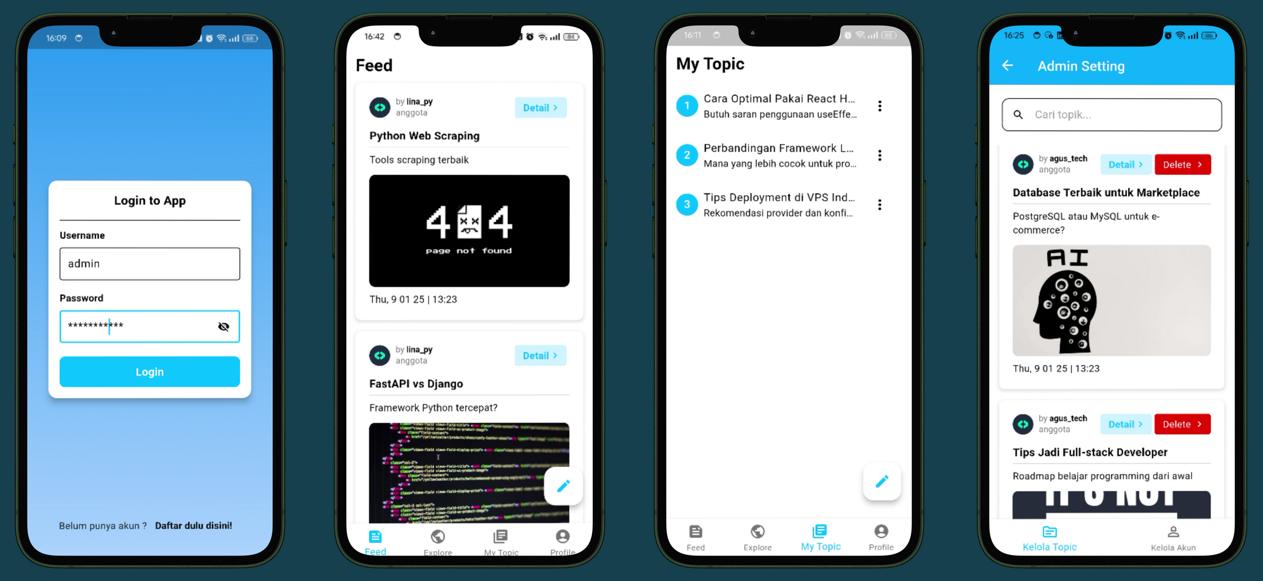 16:09
Login to App
Username
admin
Password
***********
Login
Belum punya akun ? Daftar dulu disini!
16:42
84
Feed
by lina_py
anggota
Detail >
Python Web Scraping
Tools scraping terbaik
4 4
page not found
Thu, 9 01 25 | 13:23
by lina_py
anggota
Detail >
FastAPI vs Django
Framework Python tercepat?
Feed
Explore
My Topic
Profile
16:11
My Topic
1
Cara Optimal Pakai React H...
Butuh saran penggunaan useEffe...
2
Perbandingan Framework L...
Mana yang lebih cocok untuk pro...
3
Tips Deployment di VPS Ind...
Rekomendasi provider dan konfi...
Feed
Explore
My Topic
Profile
16:25
Admin Setting
Cari topik...
by agus_tech
anggota
Detail >
Delete >
Database Terbaik untuk Marketplace
PostgreSQL atau MySQL untuk e-
commerce?
AI
Thu, 9 01 25 | 13:23
by agus_tech
anggota
Detail >
Delete >
Tips Jadi Full-stack Developer
Roadmap belajar programming dari awal
IT'S NOT
Kelola Topic
Kelola Akun